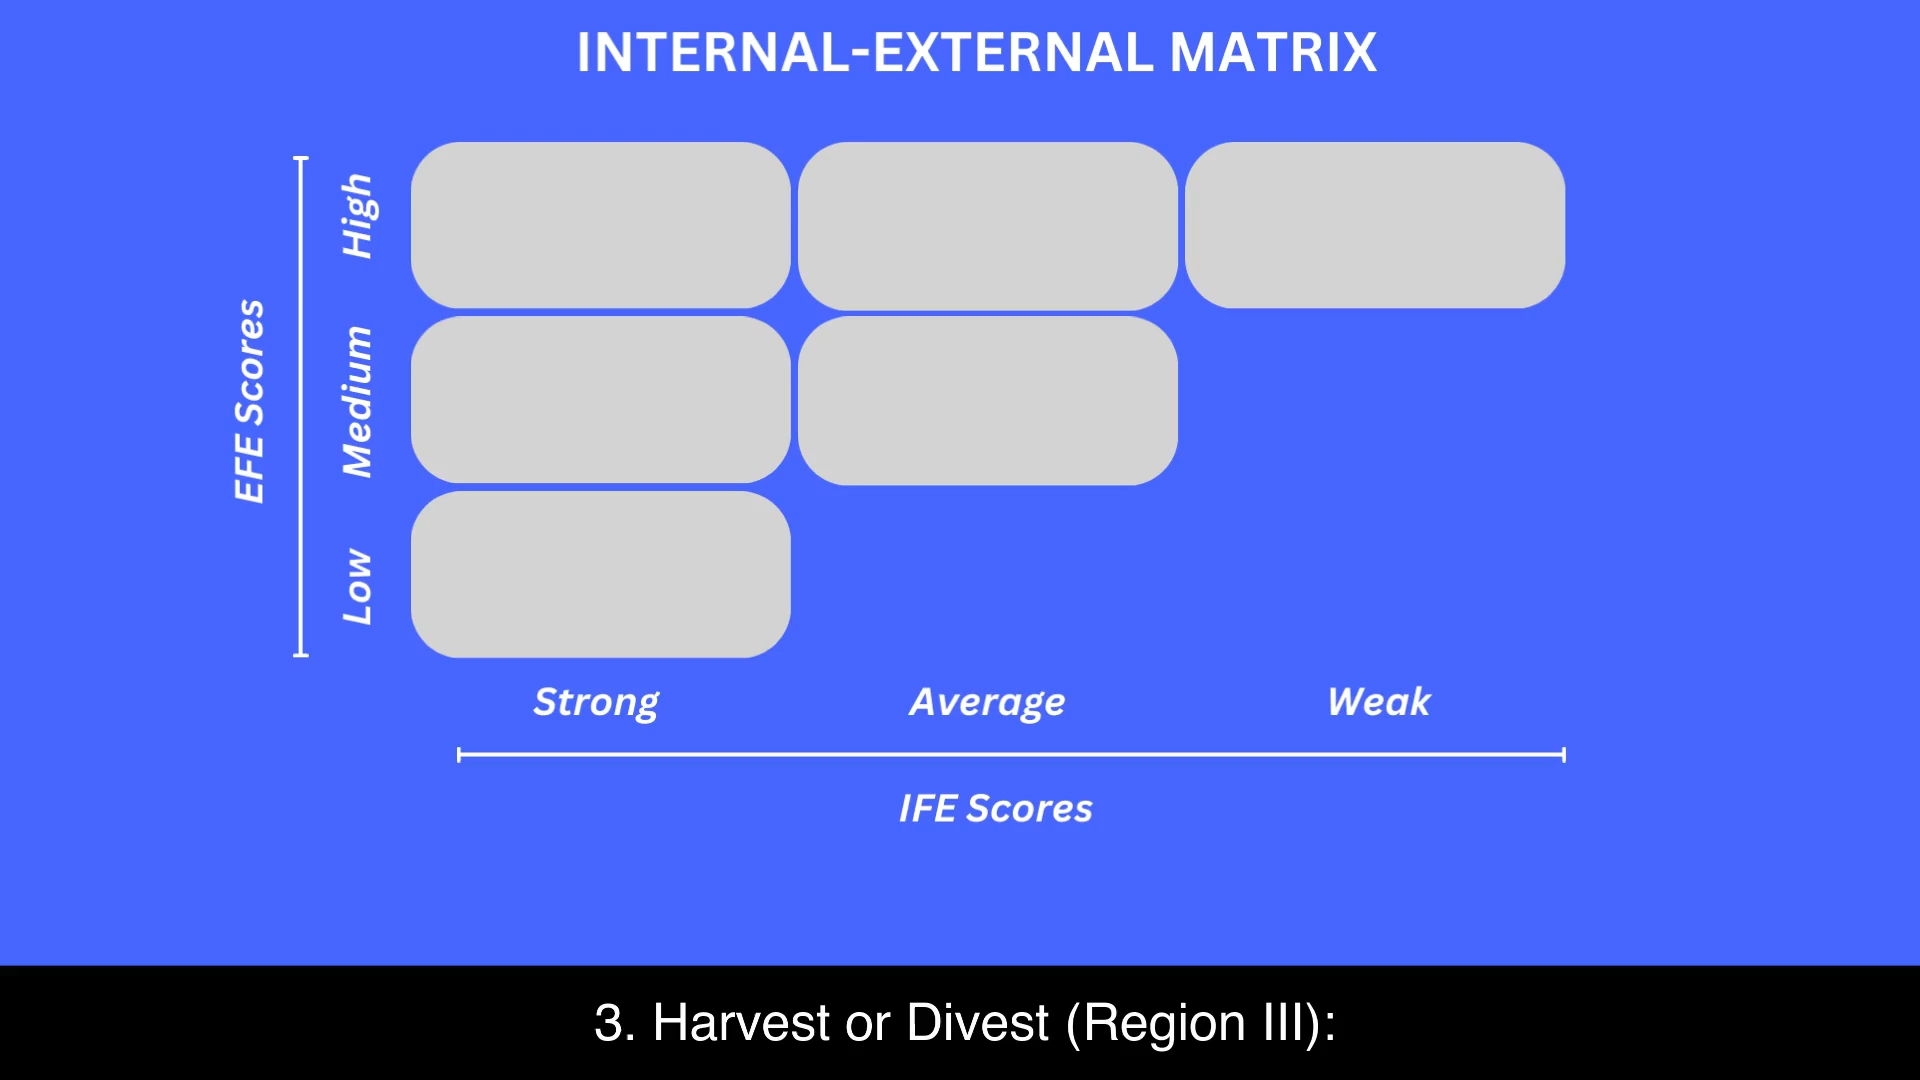 INTERNAL-EXTERNAL MATRIX
EFE Scores
High
Medium
Low
Strong
Average
Weak
IFE Scores
3. Harvest or Divest (Region III):